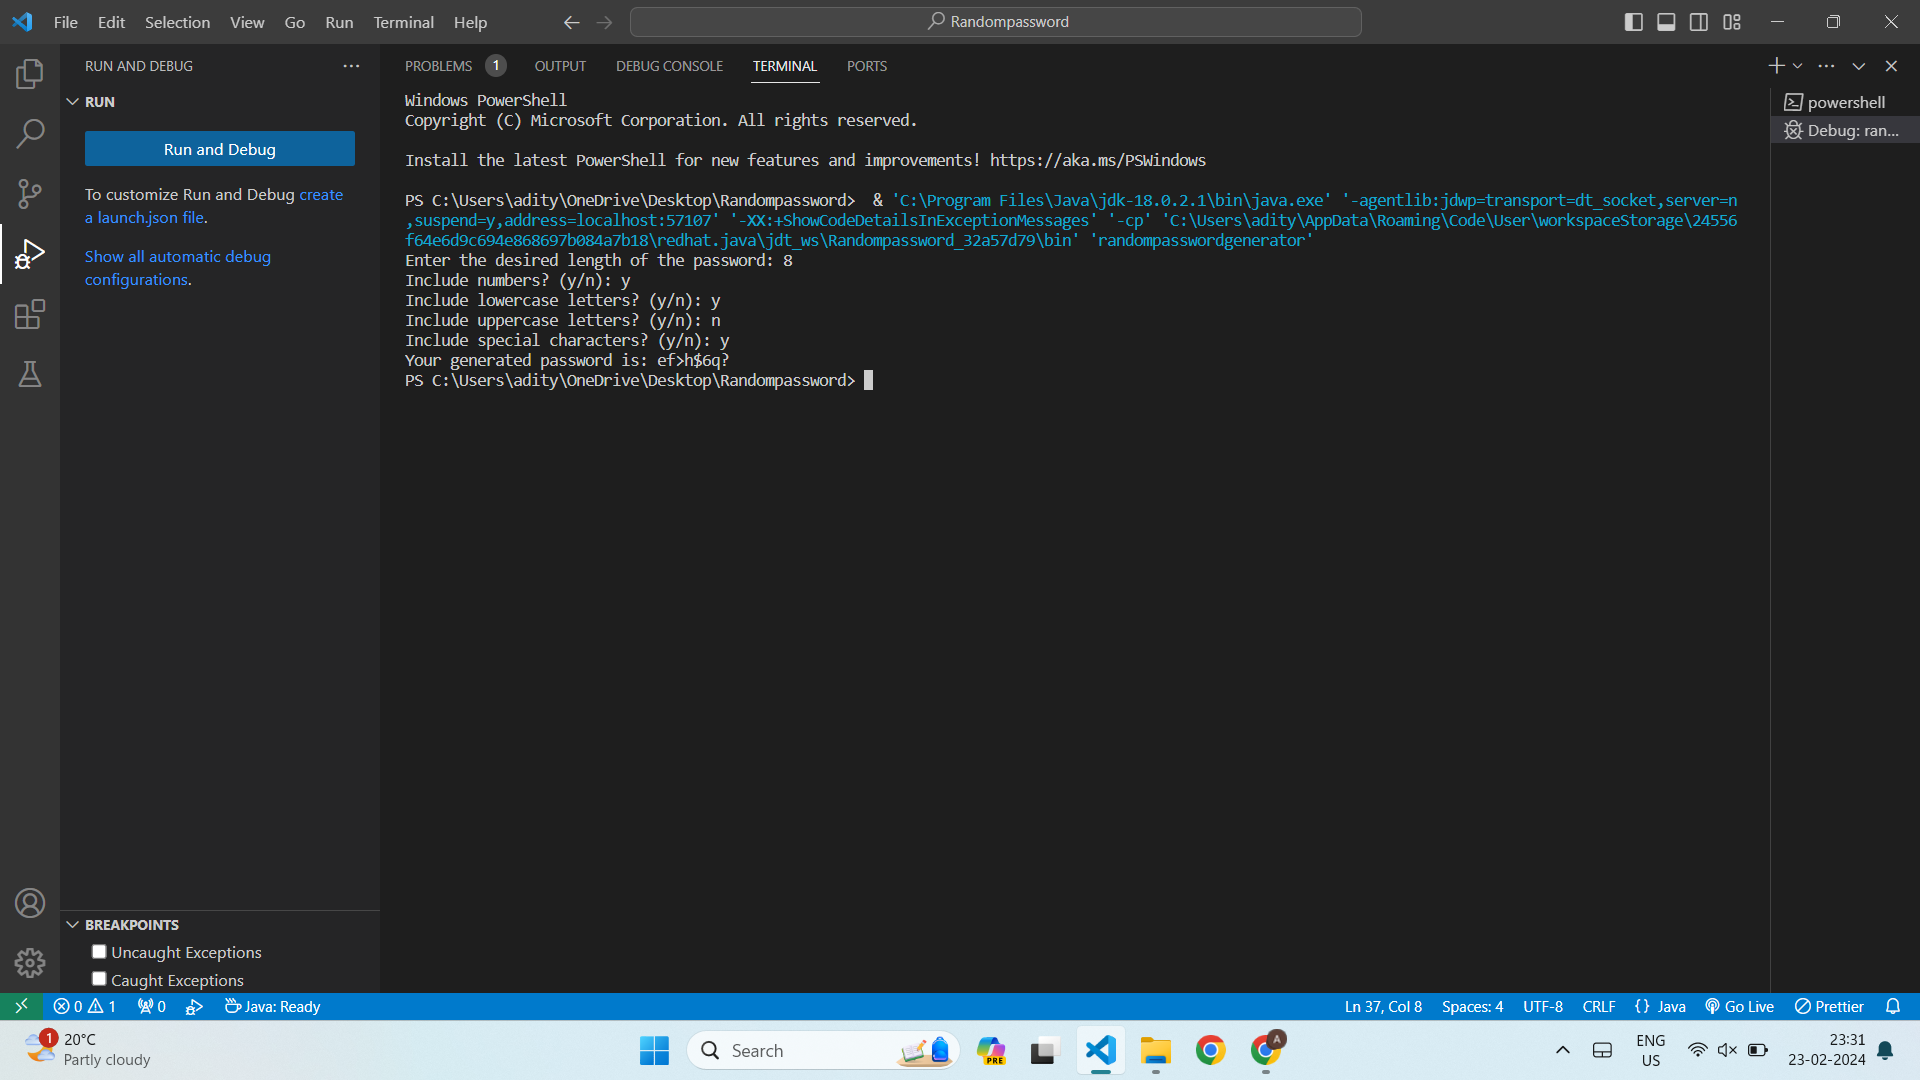 File Edit Selection View Go Run Terminal Help
Randompassword
RUN AND DEBUG
RUN
Run and Debug
To customize Run and Debug create
a launch.json file.
Show all automatic debug
configurations.
PROBLEMS 1 OUTPUT DEBUG CONSOLE TERMINAL PORTS
Windows PowerShell
Copyright (C) Microsoft Corporation. All rights reserved.
Install the latest PowerShell for new features and improvements! https://aka.ms/PSWindows
PS C:\Users\adity\OneDrive\Desktop\Randompassword>  & 'C:\Program Files\Java\jdk-18.0.2.1\bin\java.exe' '-agentlib:jdwp=transport=dt_socket,server=n
,suspend=y,address=localhost:57107' '-XX:+ShowCodeDetailsInExceptionMessages' '-cp' 'C:\Users\adity\AppData\Roaming\Code\User\workspaceStorage\24556
f64e6d9c694e868697b084a7b18\redhat.java\jdt_ws\Randompassword_32a57d79\bin' 'randompasswordgenerator'
Enter the desired length of the password: 8
Include numbers? (y/n): y
Include lowercase letters? (y/n): y
Include uppercase letters? (y/n): n
Include special characters? (y/n): y
Your generated password is: ef>h$6q?
PS C:\Users\adity\OneDrive\Desktop\Randompassword>
powershell
Debug: ran...
BREAKPOINTS
Uncaught Exceptions
Caught Exceptions
0 1 0 Java: Ready
Ln 37, Col 8 Spaces: 4 UTF-8 CRLF {} Java Go Live Prettier
1
20°C
Partly cloudy
Search
PRE
A
ENG
US
23:31
23-02-2024